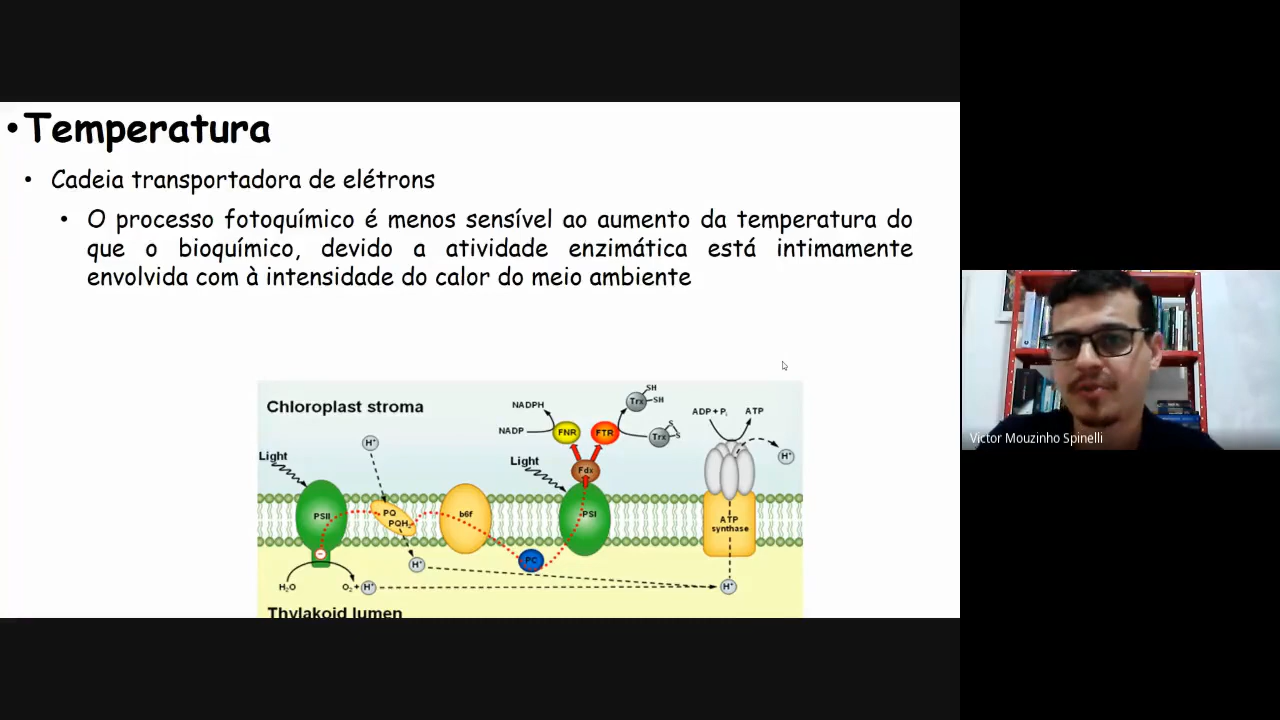 •Temperatura
• Cadeia transportadora de elétrons
• O processo fotoquímico é menos sensível ao aumento da temperatura do
que o bioquímico, devido a atividade enzimática está intimamente
envolvida com à intensidade do calor do meio ambiente
Chloroplast stroma
NADPH
NADP
FNR
FTR
Trx
SH
SH
Trx
S
S
ADP + Pi
ATP
H+
H+
Light
Light
Fdx
PSII
PQ
PQH2
b6f
PSI
ATP
synthase
PC
H+
H2O
O2 + H+
H+
Thylakoid lumen
Victor Mouzinho Spinelli